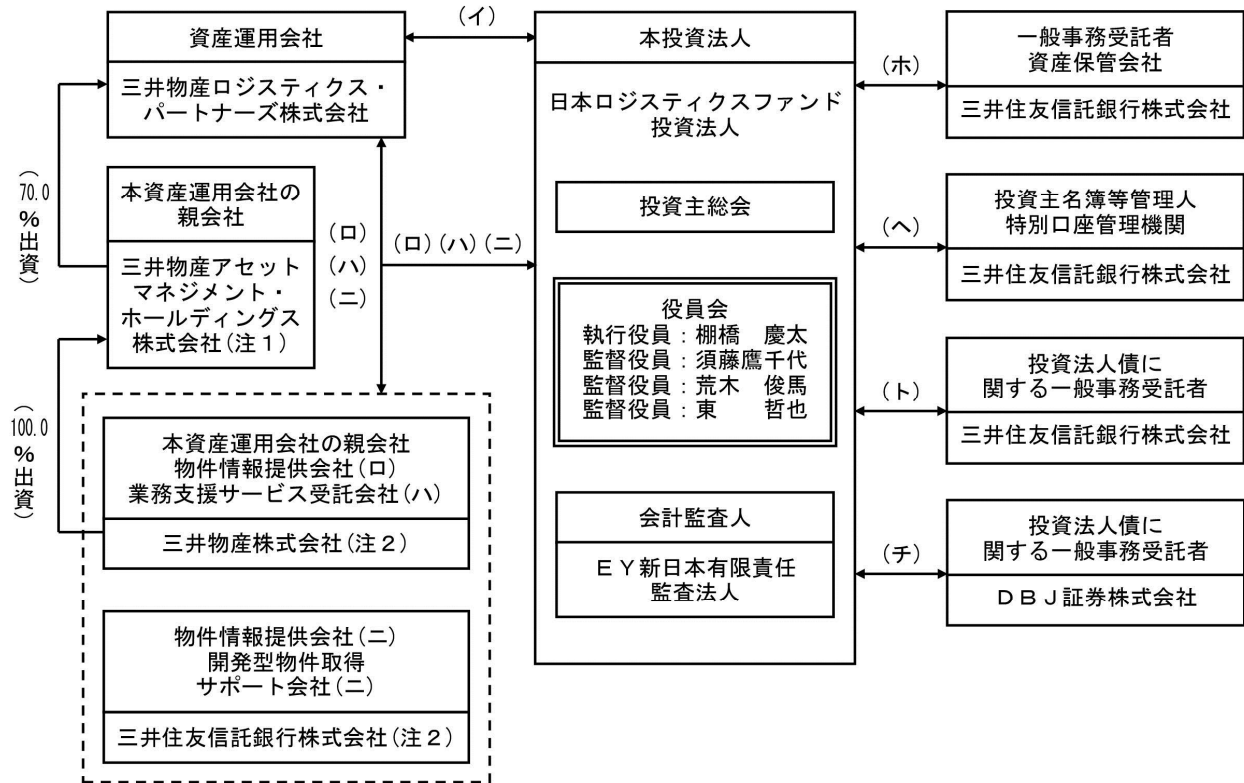 資産運用会社
三井物産ロジスティクス・
パートナーズ株式会社
(イ)
(70.0%出資)
本資産運用会社の
親会社
三井物産アセット
マネジメント・
ホールディングス
株式会社(注1)
(ロ)
(ハ)
(ニ)
(ロ)(ハ)(ニ)
(100.0%出資)
本資産運用会社の親会社
物件情報提供会社(ロ)
業務支援サービス受託会社(ハ)
三井物産株式会社(注2)
物件情報提供会社(ニ)
開発型物件取得
サポート会社(ニ)
三井住友信託銀行株式会社(注2)
本投資法人
日本ロジスティクスファンド
投資法人
投資主総会
役員会
執行役員:棚橋 慶太
監督役員:須藤鷹千代
監督役員:荒木 俊馬
監督役員:東 哲也
会計監査人
EY新日本有限責任
監査法人
(ホ)
一般事務受託者
資産保管会社
三井住友信託銀行株式会社
(ヘ)
投資主名簿等管理人
特別口座管理機関
三井住友信託銀行株式会社
(ト)
投資法人債に
関する一般事務受託者
三井住友信託銀行株式会社
(チ)
投資法人債に
関する一般事務受託者
DBJ証券株式会社